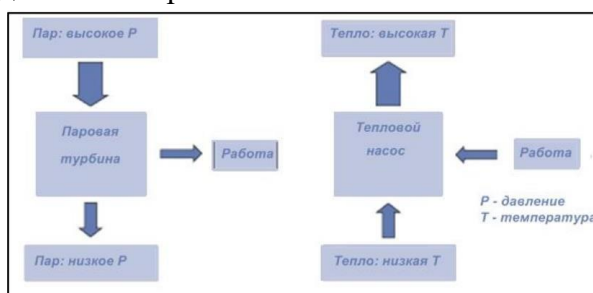 Пар: высокое P
Паровая
турбина
Работа
Пар: низкое P
Тепло: высокая T
Тепловой
насос
Работа
Тепло: низкая T
P - давление
T - температура